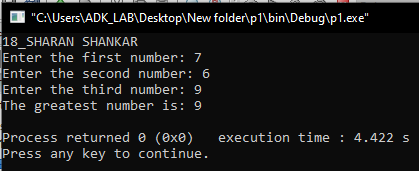 "C:\Users\ADK_LAB\Desktop\New folder\p1\bin\Debug\p1.exe"
18_SHARAN SHANKAR
Enter the first number: 7
Enter the second number: 6
Enter the third number: 9
The greatest number is: 9
Process returned 0 (0x0)   execution time : 4.422 s
Press any key to continue.